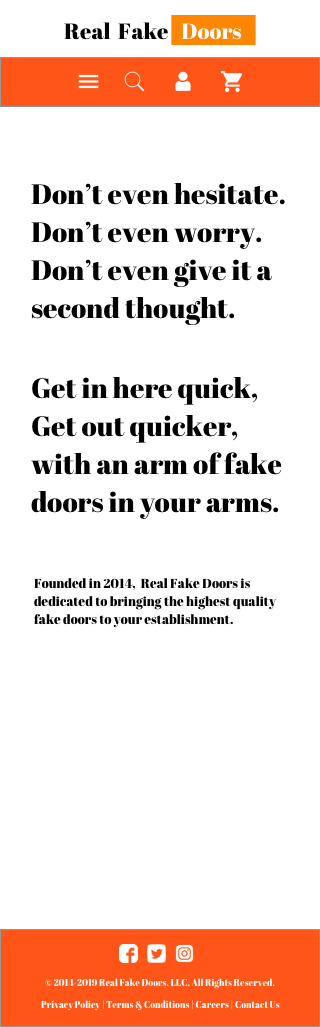 Real Fake Doors
Don’t even hesitate.
Don’t even worry.
Don’t even give it a
second thought.
Get in here quick,
Get out quicker,
with an arm of fake
doors in your arms.
Founded in 2014, Real Fake Doors is
dedicated to bringing the highest quality
fake doors to your establishment.
© 2014-2019 Real Fake Doors, LLC. All Rights Reserved.
Privacy Policy | Terms & Conditions | Careers | Contact Us